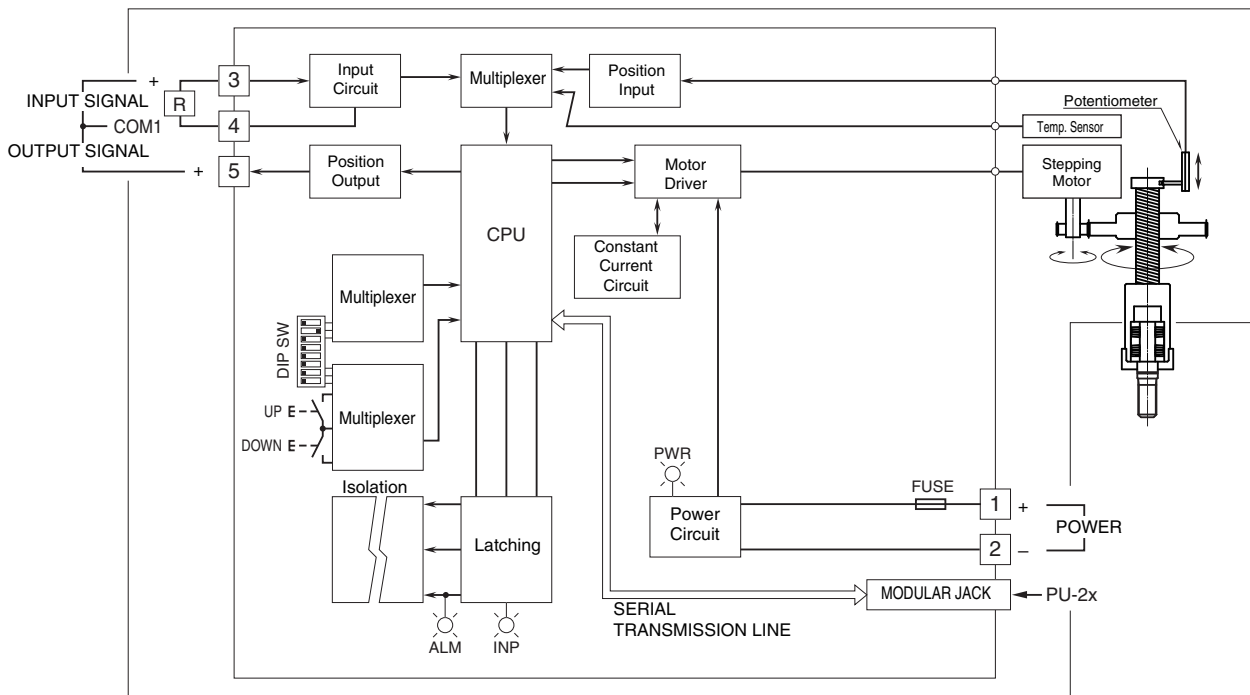 INPUT SIGNAL
+
R
3
4
COM1
OUTPUT SIGNAL
+
5
Input
Circuit
Multiplexer
Position
Input
Potentiometer
Temp. Sensor
Position
Output
CPU
Motor
Driver
Stepping
Motor
Constant
Current
Circuit
Multiplexer
DIP SW
UP
DOWN
Multiplexer
Isolation
Latching
ALM
INP
PWR
Power
Circuit
FUSE
1
+
2
–
POWER
MODULAR JACK
PU-2x
SERIAL
TRANSMISSION LINE